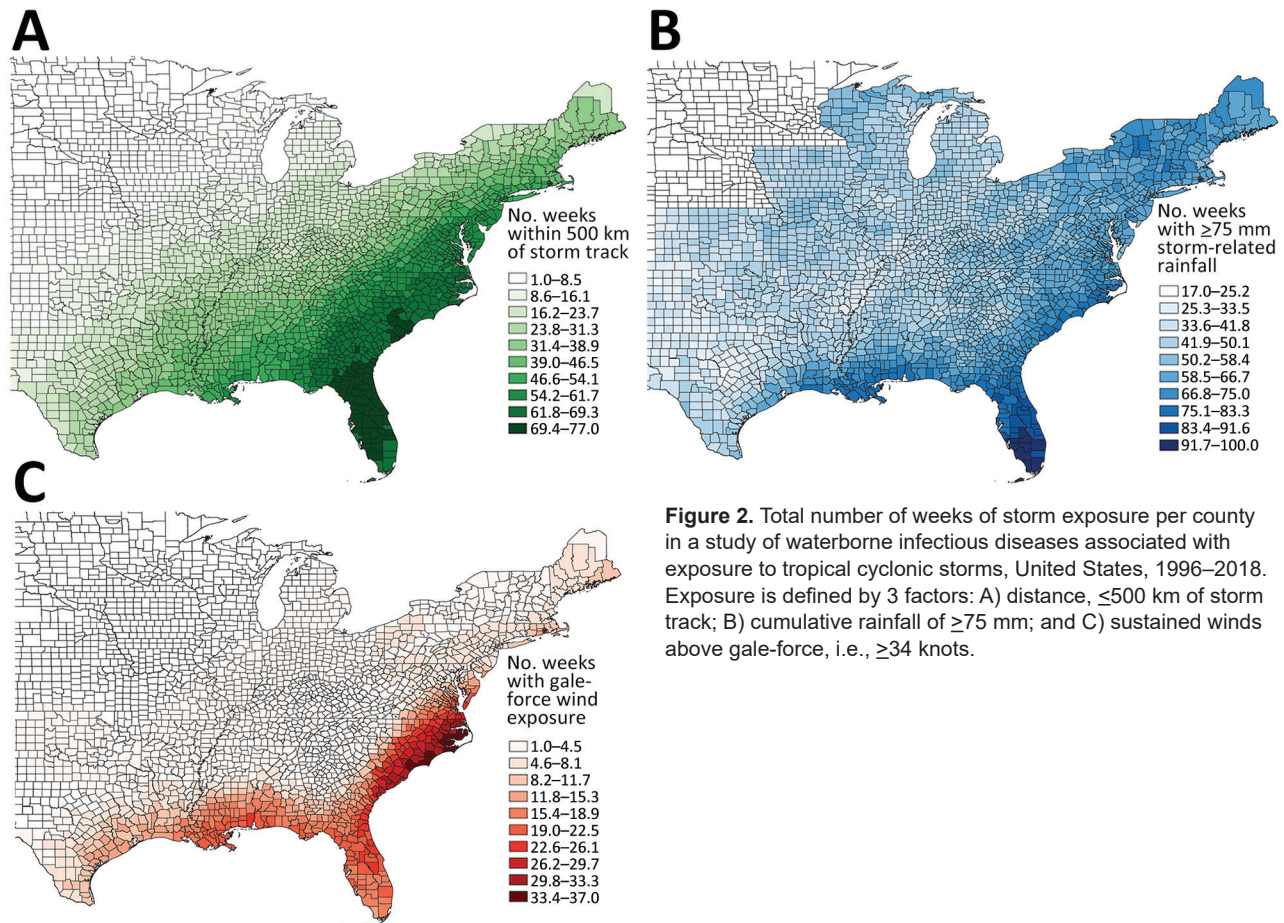 A
No. weeks
within 500 km
of storm track
1.0–8.5
8.6–16.1
16.2–23.7
23.8–31.3
31.4–38.9
39.0–46.5
46.6–54.1
54.2–61.7
61.8–69.3
69.4–77.0
B
No. weeks
with ≥75 mm
storm-related
rainfall
17.0–25.2
25.3–33.5
33.6–41.8
41.9–50.1
50.2–58.4
58.5–66.7
66.8–75.0
75.1–83.3
83.4–91.6
91.7–100.0
C
No. weeks
with gale-
force wind
exposure
1.0–4.5
4.6–8.1
8.2–11.7
11.8–15.3
15.4–18.9
19.0–22.5
22.6–26.1
26.2–29.7
29.8–33.3
33.4–37.0
Figure 2. Total number of weeks of storm exposure per county
in a study of waterborne infectious diseases associated with
exposure to tropical cyclonic storms, United States, 1996–2018.
Exposure is defined by 3 factors: A) distance, ≤500 km of storm
track; B) cumulative rainfall of ≥75 mm; and C) sustained winds
above gale-force, i.e., ≥34 knots.